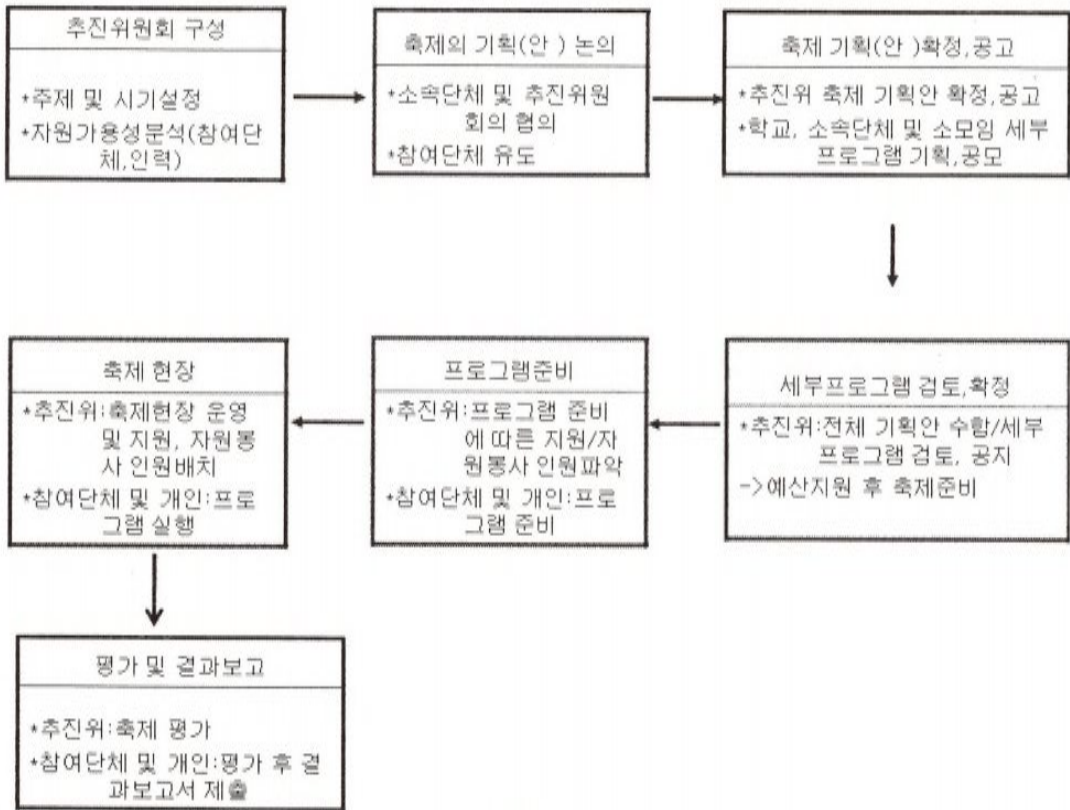 추진위원회 구성
*주제 및 시기설정
*자원가용성분석(참여단
체,인력)
축제의 기획(안 ) 논의
*소속단체 및 추진위원
회의 협의
*참여단체 유도
축제 기획(안 )확정,공고
*추진위 축제 기획안 확정,공고
*학교, 소속단체 및 소모임 세부
프로그램 기획,공모
세부프로그램 검토,확정
*추진위:전체 기획안 수합/세부
프로그램 검토, 공지
->예산지원 후 축제준비
프로그램준비
*추진위:프로그램 준비
에 따른 지원/자
원봉사 인원파악
*참여단체 및 개인:프로
그램 준비
축제 현장
*추진위:축제현장 운영
및 지원, 자원봉
사 인원배치
*참여단체 및 개인:프로
그램 실행
평가 및 결과보고
*추진위:축제 평가
*참여단체 및 개인:평가 후 결
과보고서 제출